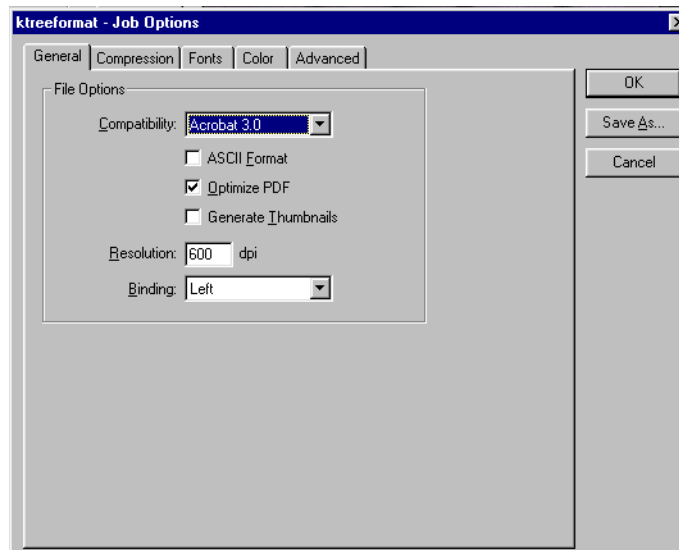 ktreeformat - Job Options
General Compression Fonts Color Advanced
File Options
Compatibility: Acrobat 3.0
ASCII Format
Optimize PDF
Generate Thumbnails
Resolution: 600 dpi
Binding: Left
OK
Save As...
Cancel